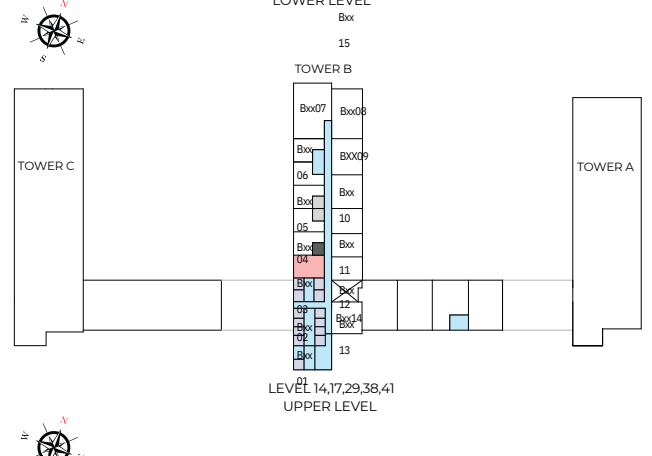 LOWER LEVEL
N
W
E
S
Bxx
15
TOWER B
Bxx07
Bxx08
Bxx
06
BXX09
TOWER C
TOWER A
Bxx
05
Bxx
10
Bxx
04
Bxx
11
Bxx
03
Bxx
12
Bxx14
Bxx
02
Bxx
13
Bxx
01
LEVEL 14,17,29,38,41
UPPER LEVEL
N
W